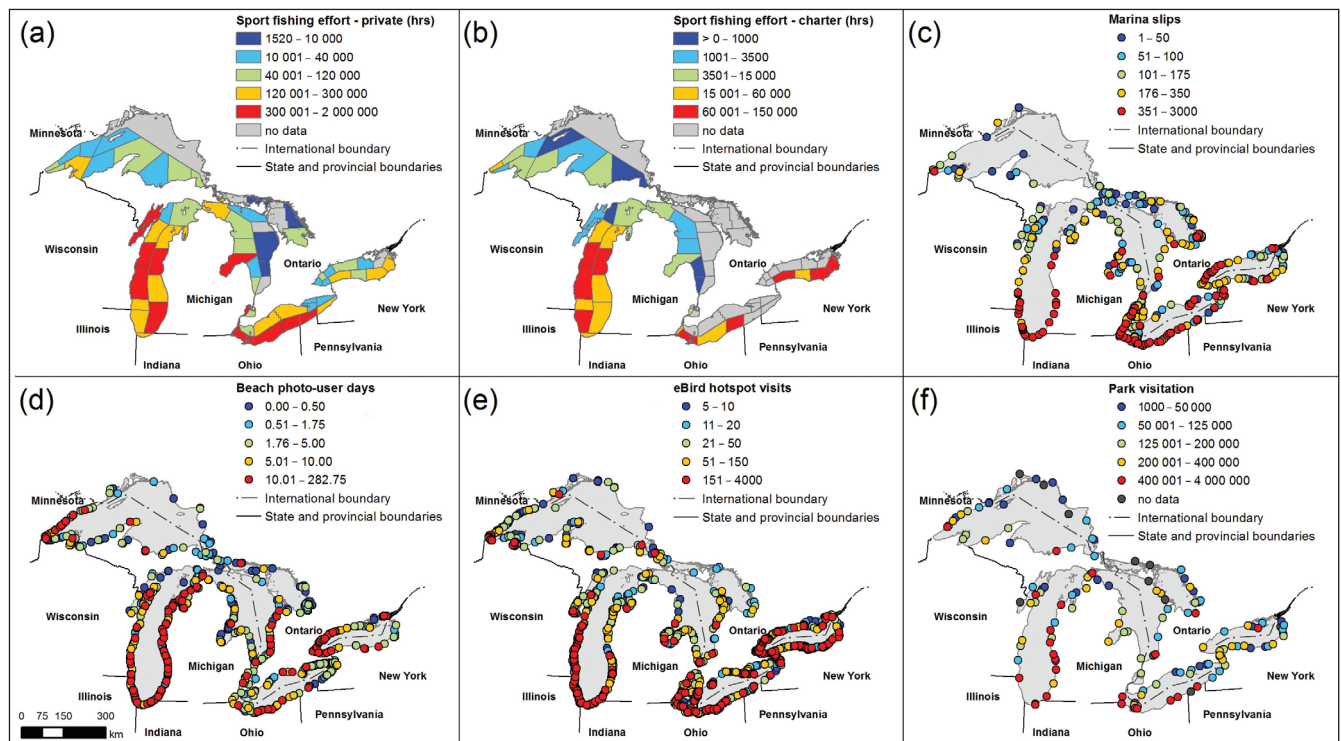 (a)
Sport fishing effort - private (hrs)
1520 – 10 000
10 001 – 40 000
40 001 – 120 000
120 001 – 300 000
300 001 – 2 000 000
no data
International boundary
State and provincial boundaries
Minnesota
Wisconsin
Michigan
Ontario
New York
Illinois
Indiana
Ohio
Pennsylvania
(b)
Sport fishing effort - charter (hrs)
> 0 – 1000
1001 – 3500
3501 – 15 000
15 001 – 60 000
60 001 – 150 000
no data
International boundary
State and provincial boundaries
Minnesota
Wisconsin
Michigan
Ontario
New York
Illinois
Indiana
Ohio
Pennsylvania
(c)
Marina slips
1 – 50
51 – 100
101 – 175
176 – 350
351 – 3000
International boundary
State and provincial boundaries
Minnesota
Wisconsin
Michigan
Ontario
New York
Illinois
Indiana
Ohio
Pennsylvania
(d)
Beach photo-user days
0.00 – 0.50
0.51 – 1.75
1.76 – 5.00
5.01 – 10.00
10.01 – 282.75
International boundary
State and provincial boundaries
Minnesota
Wisconsin
Michigan
Ontario
New York
Illinois
Indiana
Ohio
Pennsylvania
0 75 150 300
km
(e)
eBird hotspot visits
5 – 10
11 – 20
21 – 50
51 – 150
151 – 4000
International boundary
State and provincial boundaries
Minnesota
Wisconsin
Michigan
Ontario
New York
Illinois
Indiana
Ohio
Pennsylvania
(f)
Park visitation
1000 – 50 000
50 001 – 125 000
125 001 – 200 000
200 001 – 400 000
400 001 – 4 000 000
no data
International boundary
State and provincial boundaries
Minnesota
Wisconsin
Michigan
Ontario
New York
Illinois
Indiana
Ohio
Pennsylvania